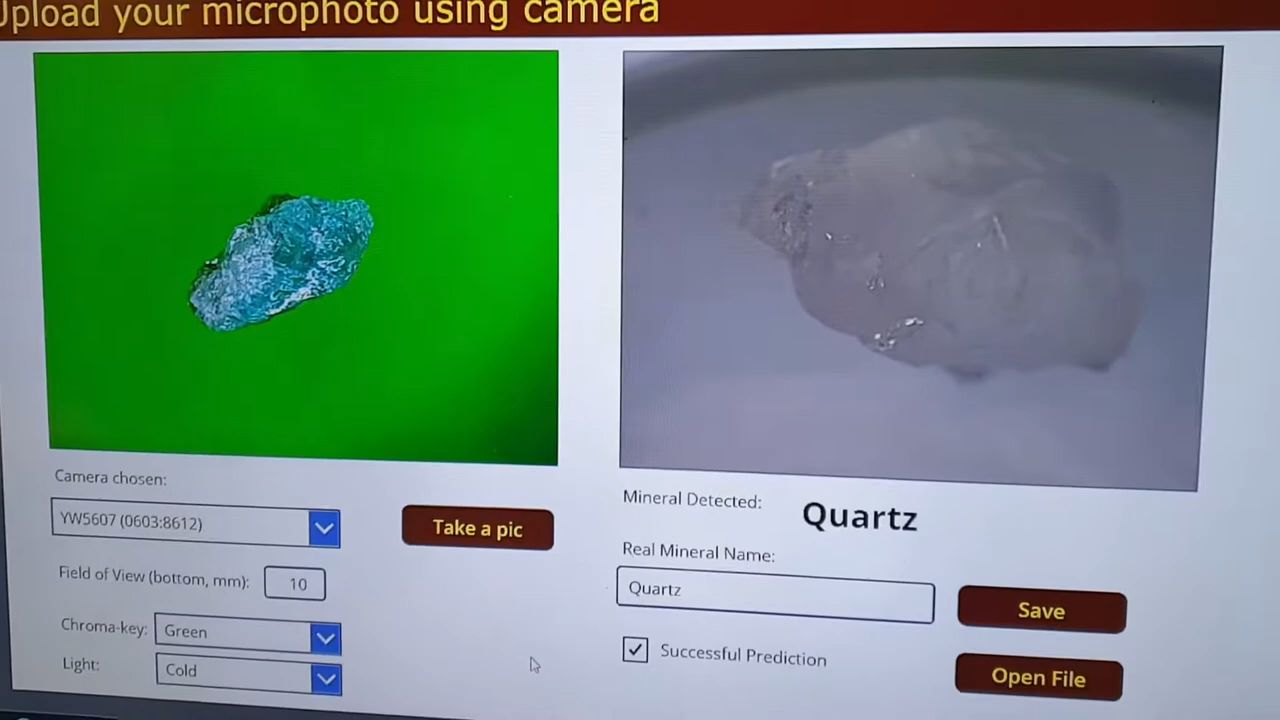 Upload your microphoto using camera
Camera chosen:
YW5607 (0603:8612)
Take a pic
Field of View (bottom, mm):
10
Chroma-key:
Green
Light:
Cold
Mineral Detected:
Quartz
Real Mineral Name:
Quartz
Save
Successful Prediction
Open File